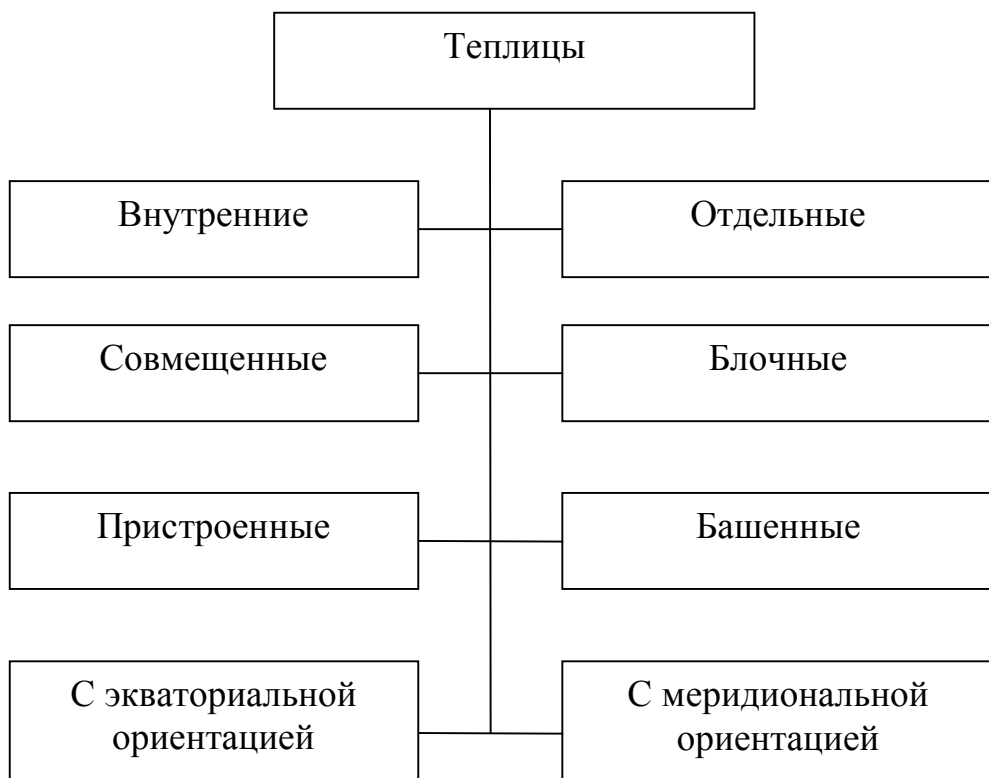 Теплицы
Внутренние
Отдельные
Совмещенные
Блочные
Пристроенные
Башенные
С экваториальной
ориентацией
С меридиональной
ориентацией